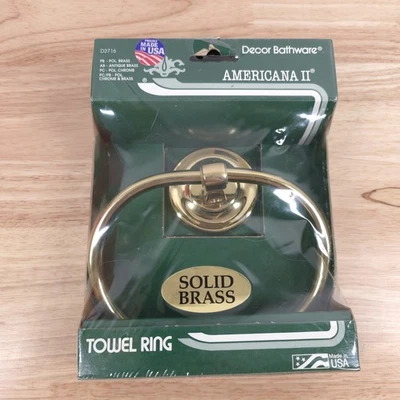 D2716
PROUDLY
MADE IN
USA
Decor Bathware®
PB - POL. BRASS
AB - ANTIQUE BRASS
PC - POL. CHROME
PC/PB - POL.
CHROME & BRASS
AMERICANA II®
SOLID
BRASS
TOWEL RING
Made in
USA